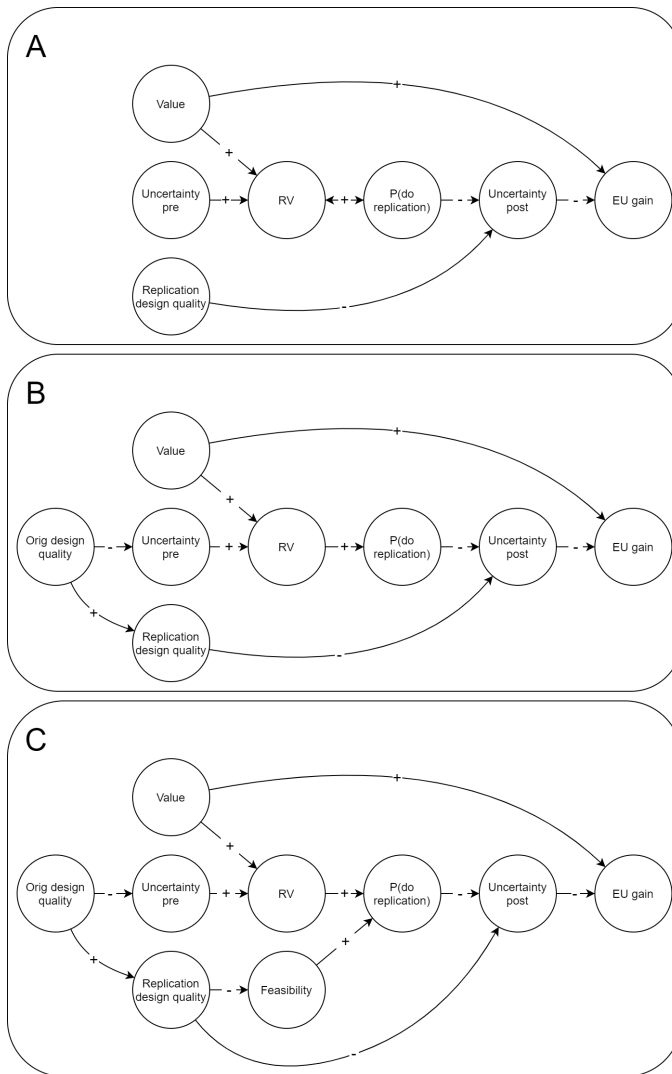 A
Value
+
+
Uncertainty
pre
+
RV
+
P(do
replication)
-
Uncertainty
post
-
EU gain
Replication
design quality
-
B
Value
+
+
Orig design
quality
-
Uncertainty
pre
+
RV
+
P(do
replication)
-
Uncertainty
post
-
EU gain
+
Replication
design quality
-
C
Value
+
+
Orig design
quality
-
Uncertainty
pre
+
RV
+
P(do
replication)
-
Uncertainty
post
-
EU gain
+
+
Replication
design quality
-
Feasibility
-